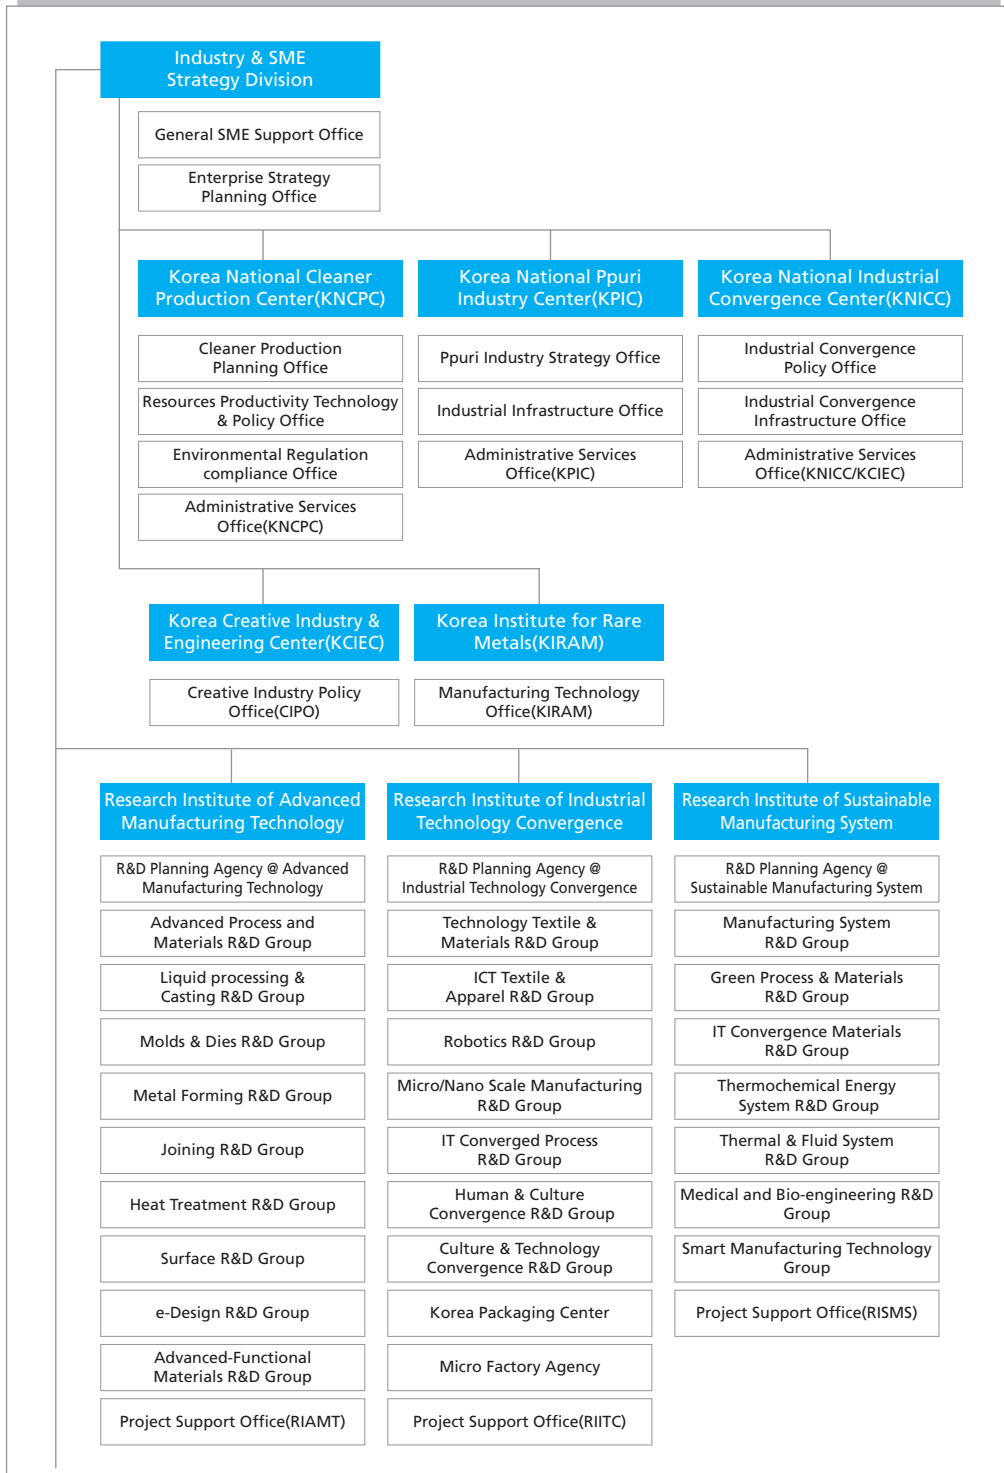 Industry & SME
Strategy Division
General SME Support Office
Enterprise Strategy
Planning Office
Korea National Cleaner
Production Center(KNCPC)
Cleaner Production
Planning Office
Resources Productivity Technology
& Policy Office
Environmental Regulation
compliance Office
Administrative Services
Office(KNCPC)
Korea National Ppuri
Industry Center(KPIC)
Ppuri Industry Strategy Office
Industrial Infrastructure Office
Administrative Services
Office(KPIC)
Korea National Industrial
Convergence Center(KNICC)
Industrial Convergence
Policy Office
Industrial Convergence
Infrastructure Office
Administrative Services
Office(KNICC/KCIEC)
Korea Creative Industry &
Engineering Center(KCIEC)
Creative Industry Policy
Office(CIPO)
Korea Institute for Rare
Metals(KIRAM)
Manufacturing Technology
Office(KIRAM)
Research Institute of Advanced
Manufacturing Technology
R&D Planning Agency @ Advanced
Manufacturing Technology
Advanced Process and
Materials R&D Group
Liquid processing &
Casting R&D Group
Molds & Dies R&D Group
Metal Forming R&D Group
Joining R&D Group
Heat Treatment R&D Group
Surface R&D Group
e-Design R&D Group
Advanced-Functional
Materials R&D Group
Project Support Office(RIAMT)
Research Institute of Industrial
Technology Convergence
R&D Planning Agency @
Industrial Technology Convergence
Technology Textile &
Materials R&D Group
ICT Textile &
Apparel R&D Group
Robotics R&D Group
Micro/Nano Scale Manufacturing
R&D Group
IT Converged Process
R&D Group
Human & Culture
Convergence R&D Group
Culture & Technology
Convergence R&D Group
Korea Packaging Center
Micro Factory Agency
Project Support Office(RIITC)
Research Institute of Sustainable
Manufacturing System
R&D Planning Agency @
Sustainable Manufacturing System
Manufacturing System
R&D Group
Green Process & Materials
R&D Group
IT Convergence Materials
R&D Group
Thermochemical Energy
System R&D Group
Thermal & Fluid System
R&D Group
Medical and Bio-engineering R&D
Group
Smart Manufacturing Technology
Group
Project Support Office(RISMS)